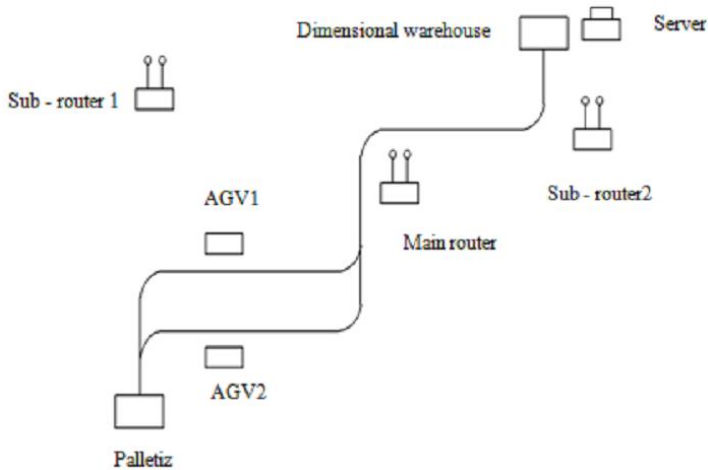 Dimensional warehouse
Server
Sub - router 1
Sub - router2
AGV1
Main router
AGV2
Palletiz